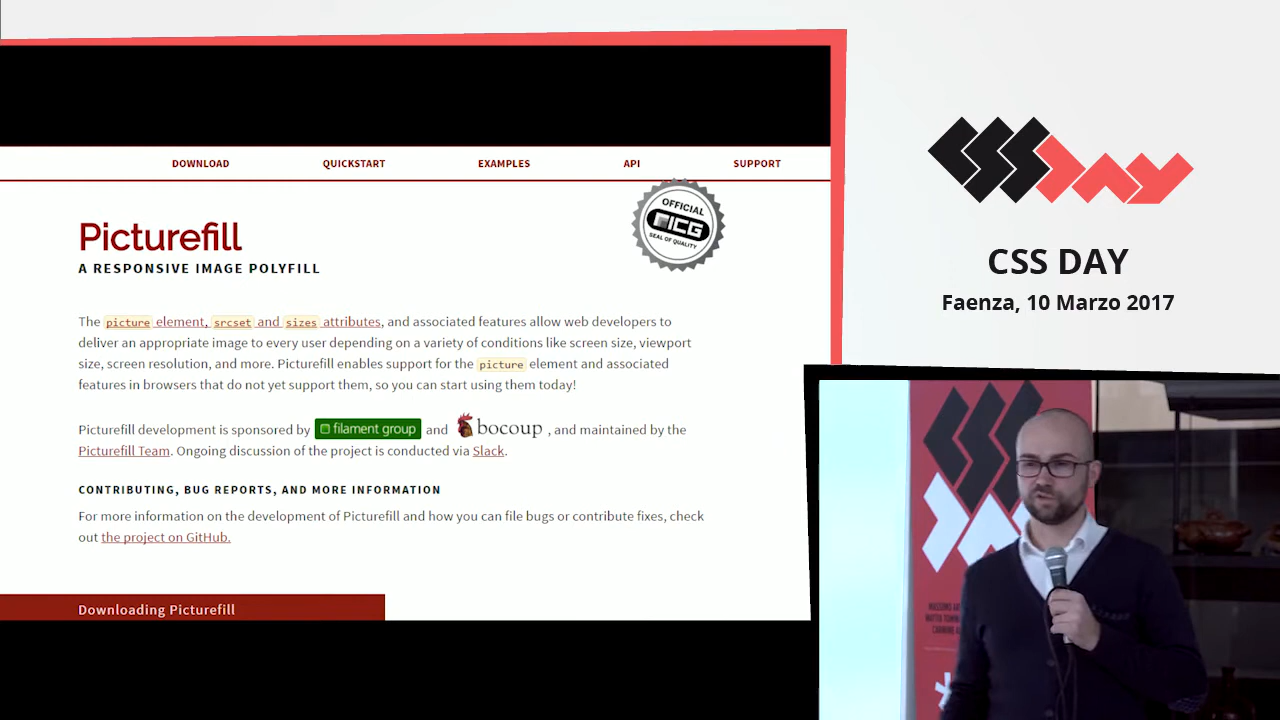 DOWNLOAD QUICKSTART EXAMPLES API SUPPORT
OFFICIAL
RICG
SEAL OF QUALITY
Picturefill
A RESPONSIVE IMAGE POLYFILL
The picture element, srcset and sizes attributes, and associated features allow web developers to
deliver an appropriate image to every user depending on a variety of conditions like screen size, viewport
size, screen resolution, and more. Picturefill enables support for the picture element and associated
features in browsers that do not yet support them, so you can start using them today!
Picturefill development is sponsored by filament group and bocoup , and maintained by the
Picturefill Team. Ongoing discussion of the project is conducted via Slack.
CONTRIBUTING, BUG REPORTS, AND MORE INFORMATION
For more information on the development of Picturefill and how you can file bugs or contribute fixes, check
out the project on GitHub.
Downloading Picturefill
CSSDAY
CSS DAY
Faenza, 10 Marzo 2017